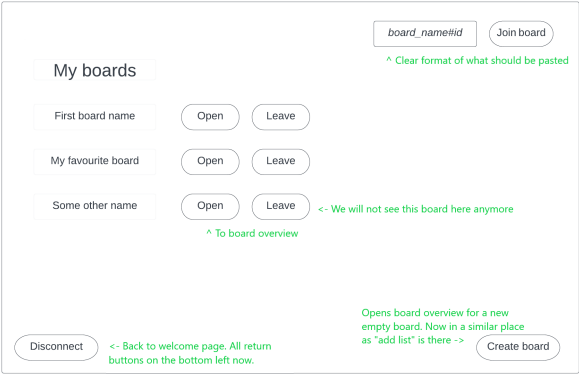 board_name#id
Join board
^ Clear format of what should be pasted
My boards
First board name
Open
Leave
My favourite board
Open
Leave
Some other name
Open
Leave
<- We will not see this board here anymore
^ To board overview
Opens board overview for a new
empty board. Now in a similar place
as "add list" is there ->
Disconnect
<- Back to welcome page. All return
buttons on the bottom left now.
Create board